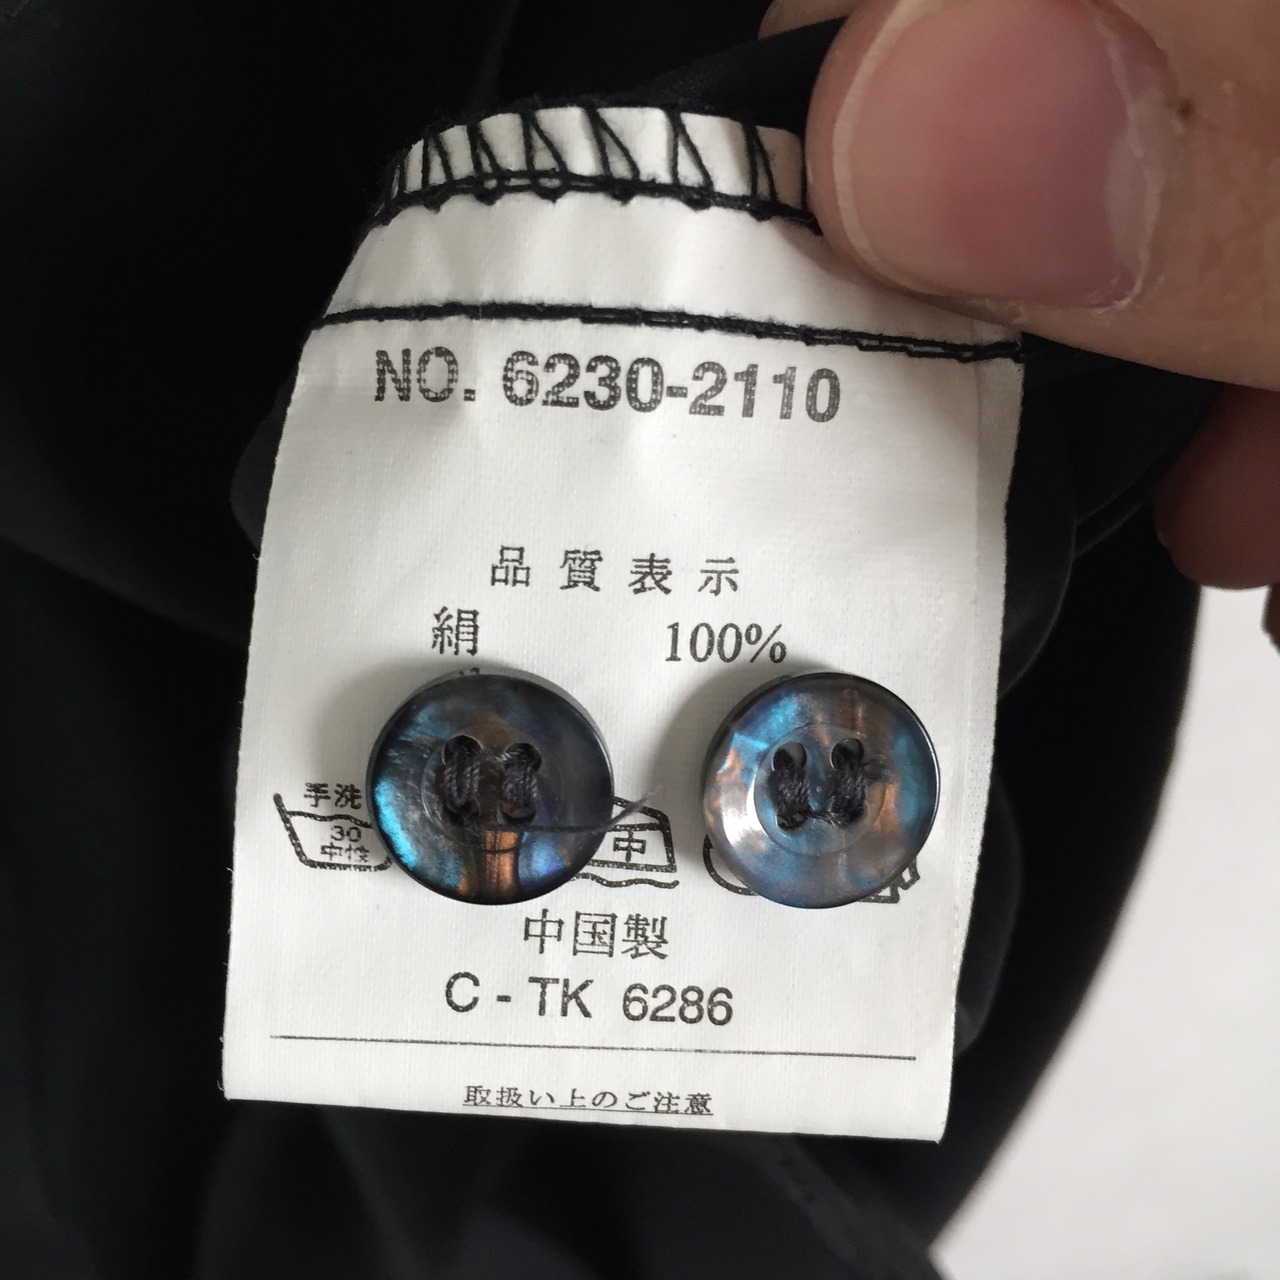 NO. 6230-2110
品質表示
絹 100%
手洗
30
中性
中
中国製
C - TK 6286
取扱い上のご注意